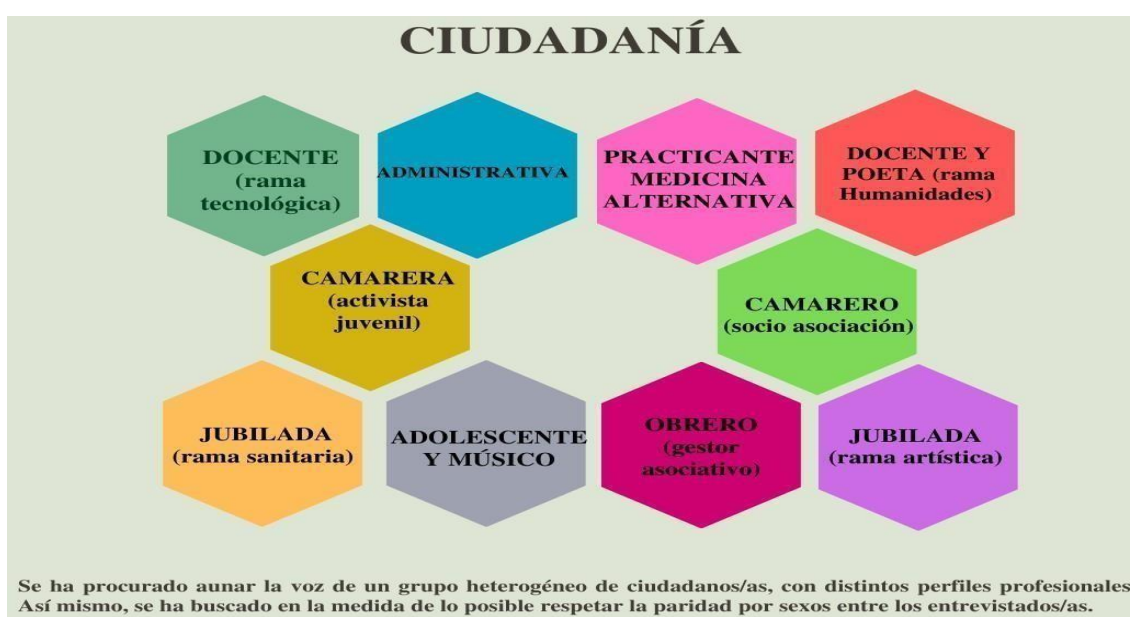 CIUDADANÍA
DOCENTE
(rama
tecnológica)
ADMINISTRATIVA
PRACTICANTE
MEDICINA
ALTERNATIVA
DOCENTE Y
POETA (rama
Humanidades)
CAMARERA
(activista
juvenil)
CAMARERO
(socio asociación)
JUBILADA
(rama sanitaria)
ADOLESCENTE
Y MÚSICO
OBRERO
(gestor
asociativo)
JUBILADA
(rama artística)
Se ha procurado aunar la voz de un grupo heterogéneo de ciudadanos/as, con distintos perfiles profesionales
Así mismo, se ha buscado en la medida de lo posible respetar la paridad por sexos entre los entrevistados/as.